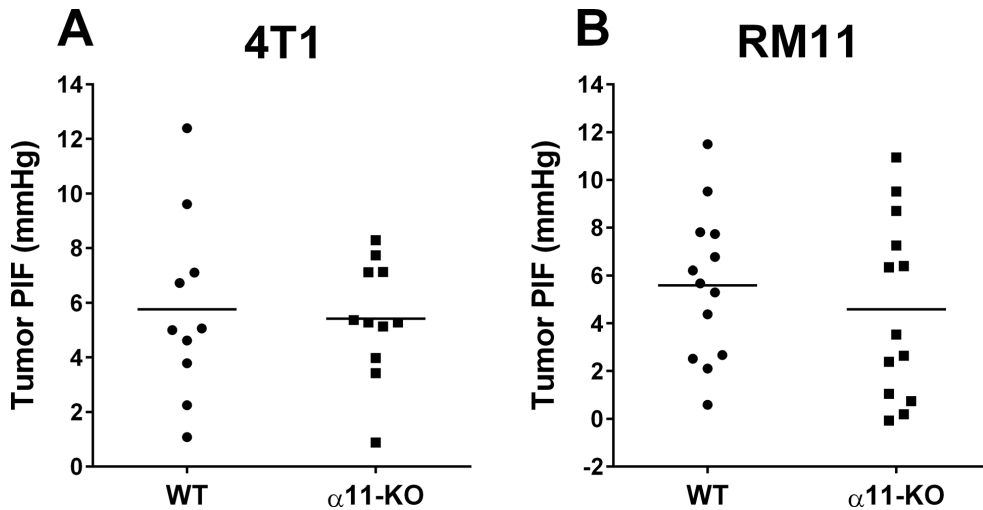 A
4T1
Tumor PIF (mmHg)
14
12
10
8
6
4
2
0
WT
α11-KO
B
RM11
Tumor PIF (mmHg)
14
12
10
8
6
4
2
0
-2
WT
α11-KO